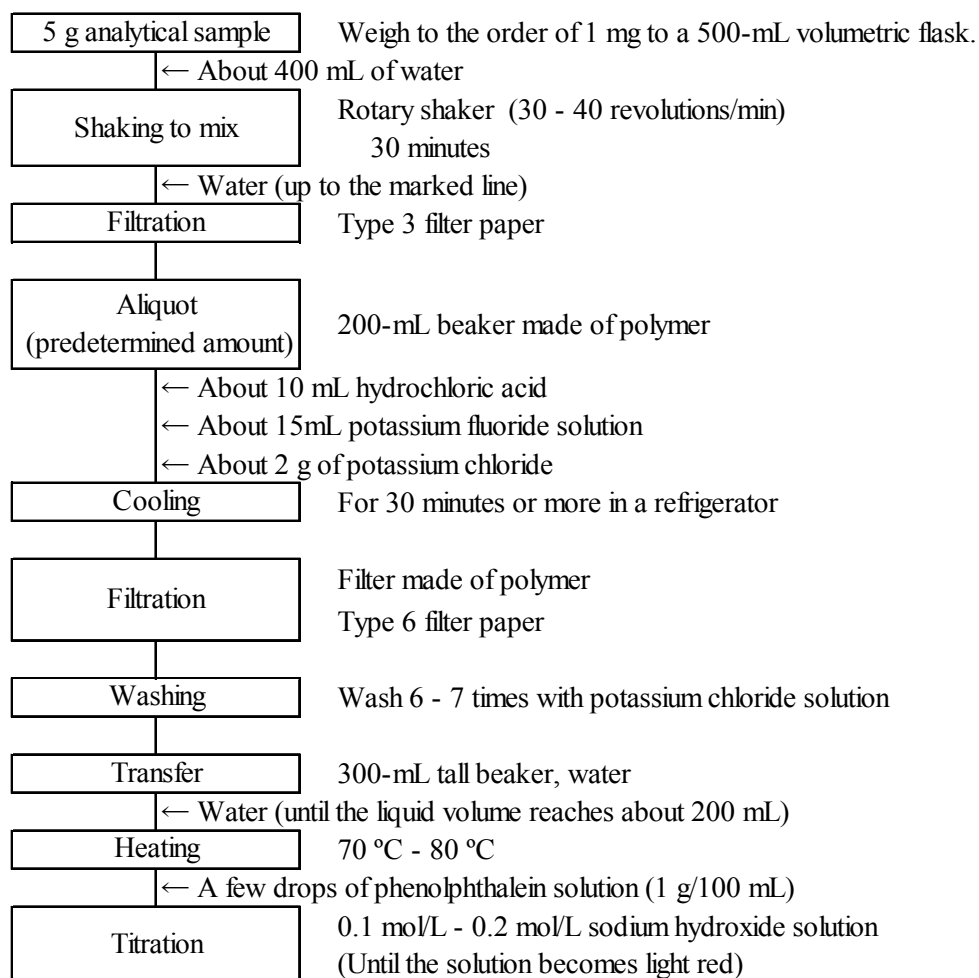 5 g analytical sample Weigh to the order of 1 mg to a 500-mL volumetric flask.
← About 400 mL of water
Shaking to mix Rotary shaker (30 - 40 revolutions/min)
30 minutes
← Water (up to the marked line)
Filtration Type 3 filter paper
Aliquot
(predetermined amount) 200-mL beaker made of polymer
← About 10 mL hydrochloric acid
← About 15mL potassium fluoride solution
← About 2 g of potassium chloride
Cooling For 30 minutes or more in a refrigerator
Filtration Filter made of polymer
Type 6 filter paper
Washing Wash 6 - 7 times with potassium chloride solution
Transfer 300-mL tall beaker, water
← Water (until the liquid volume reaches about 200 mL)
Heating 70 ºC - 80 ºC
← A few drops of phenolphthalein solution (1 g/100 mL)
Titration 0.1 mol/L - 0.2 mol/L sodium hydroxide solution
(Until the solution becomes light red)